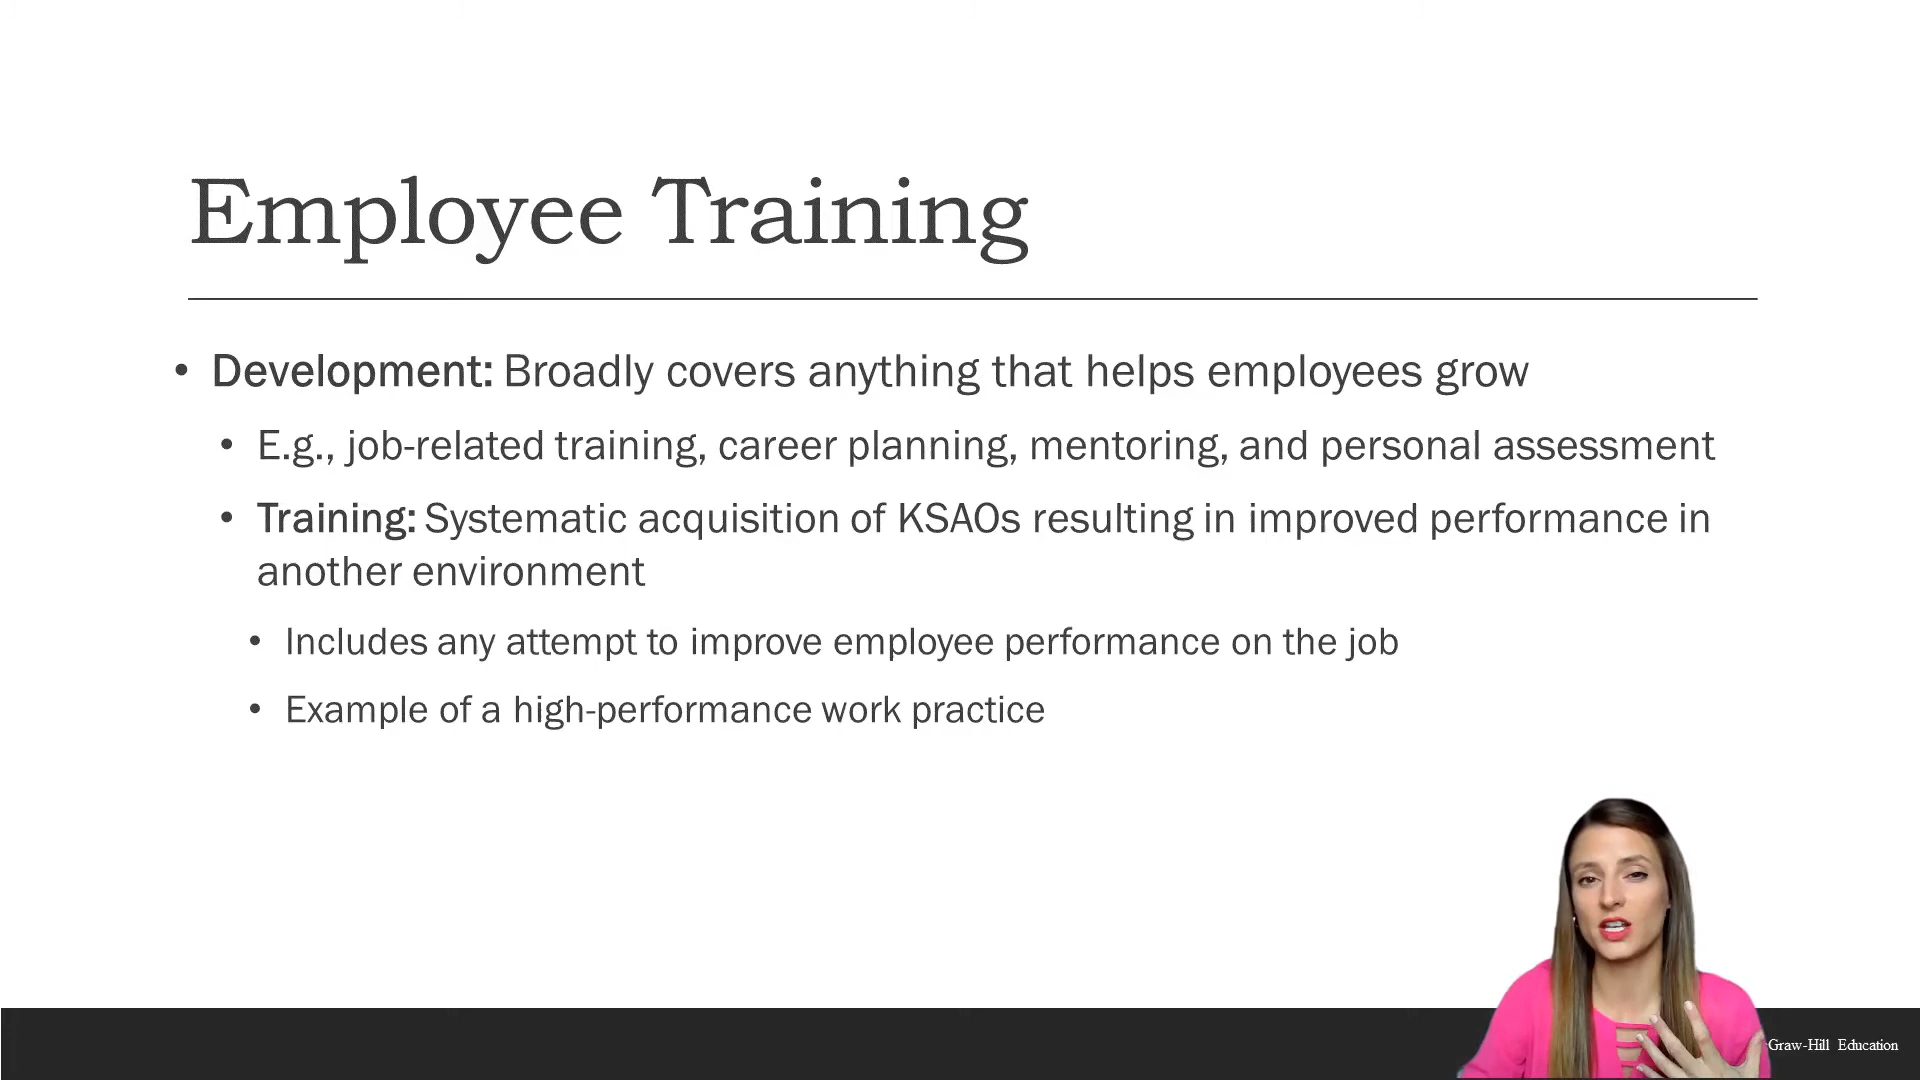 Employee Training
• Development: Broadly covers anything that helps employees grow
• E.g., job-related training, career planning, mentoring, and personal assessment
• Training: Systematic acquisition of KSAOs resulting in improved performance in
another environment
• Includes any attempt to improve employee performance on the job
• Example of a high-performance work practice
Graw-Hill Education